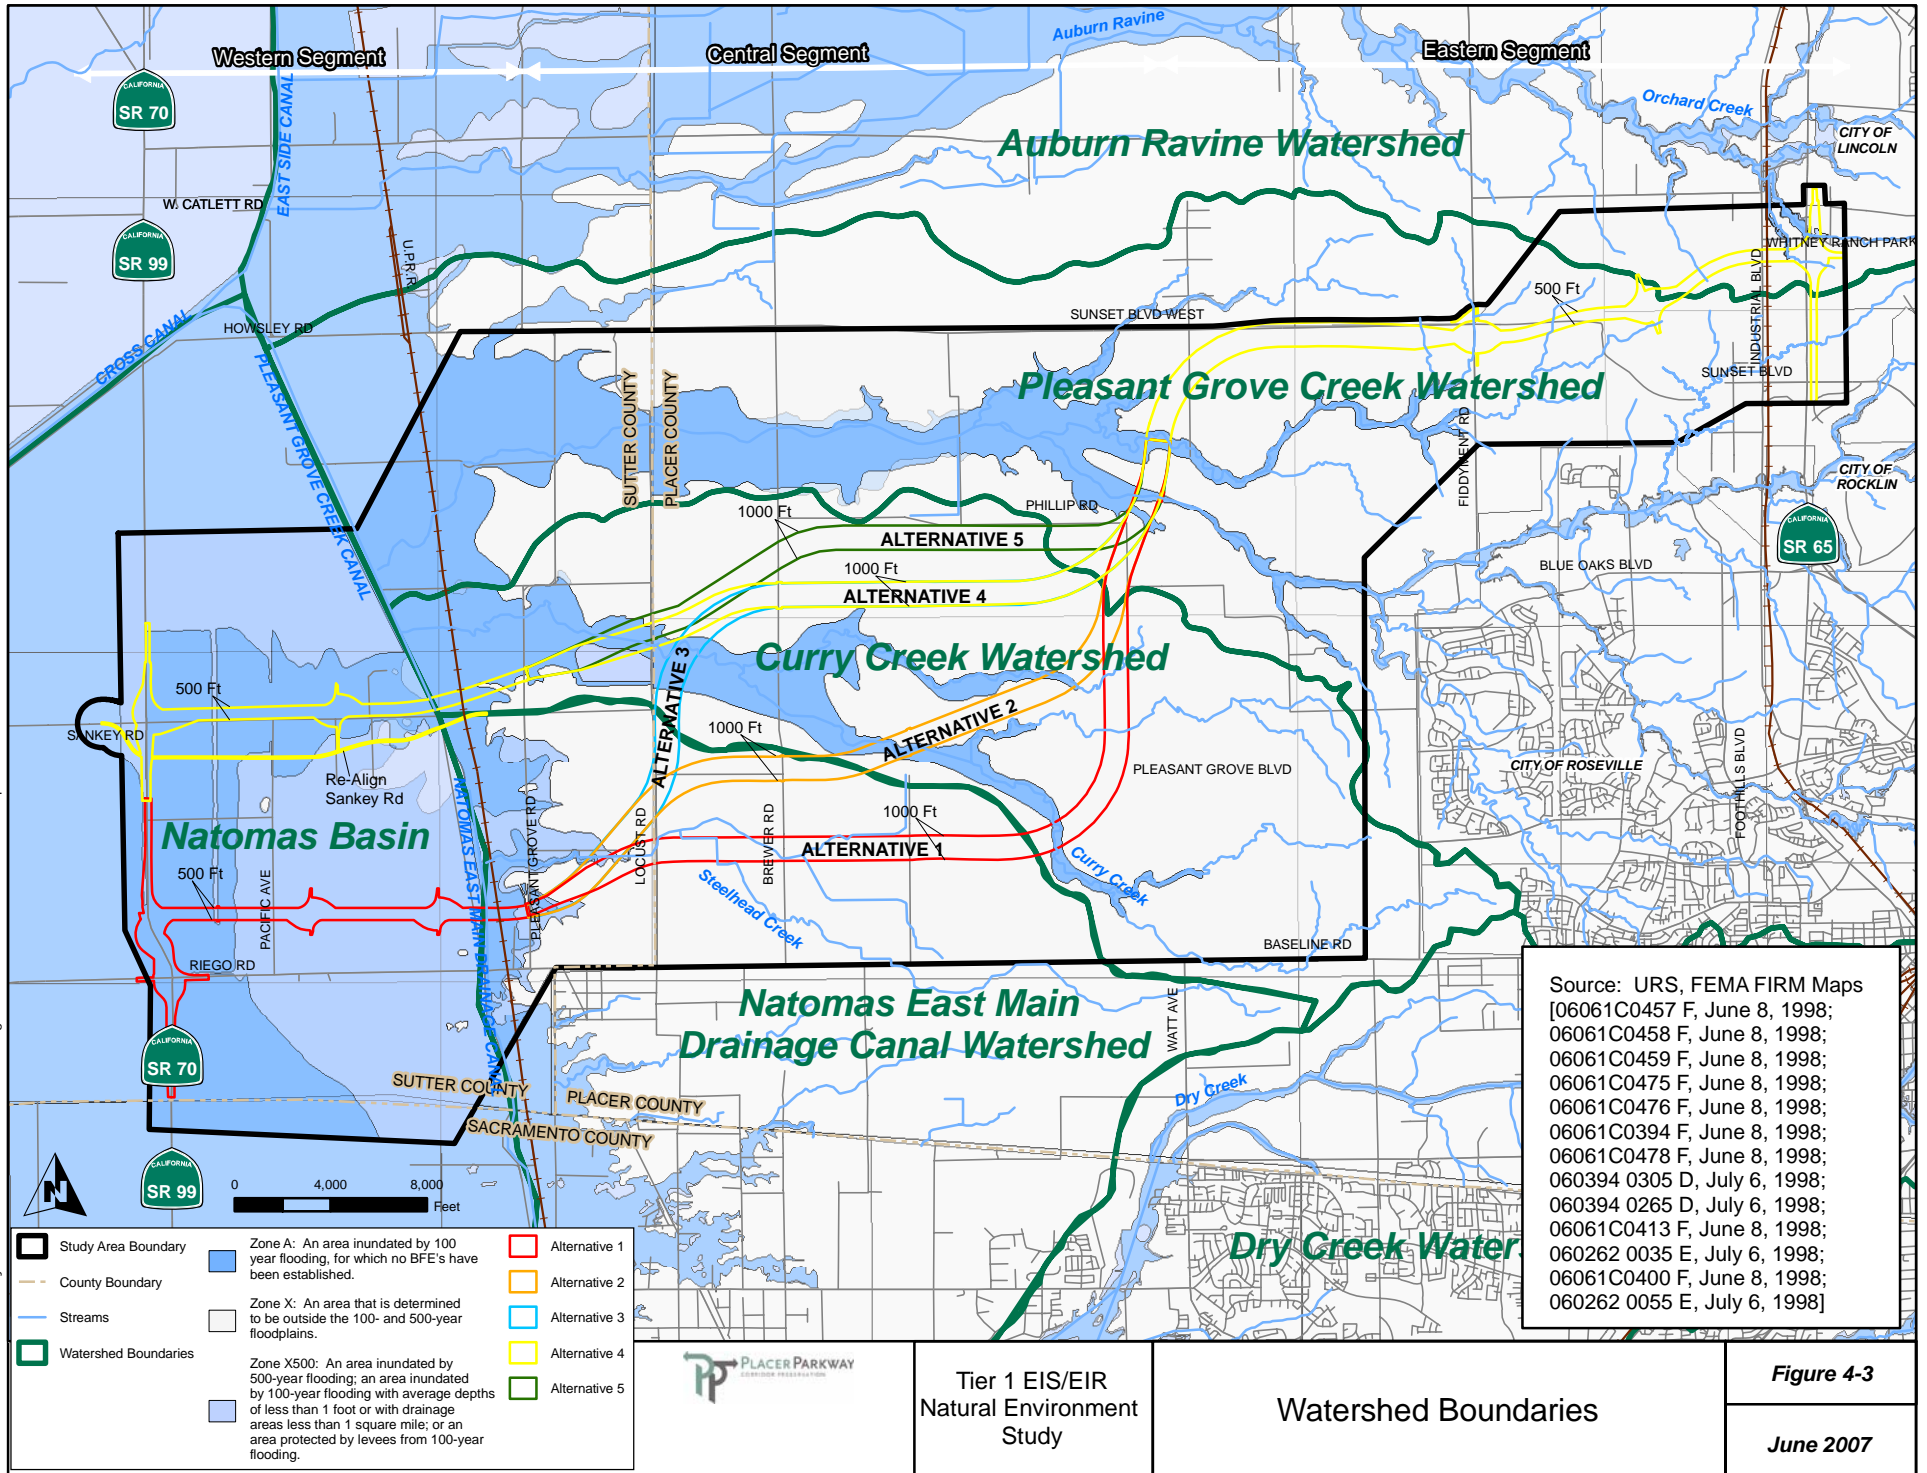 Western Segment
Central Segment
Eastern Segment
Auburn Ravine
CALIFORNIA
SR 70
EAST SIDE CANAL
Orchard Creek
CITY OF
LINCOLN
Auburn Ravine Watershed
W. CATLETT RD
CALIFORNIA
SR 99
U.P.R.R.
WHITNEY RANCH PARK
500 Ft
INDUSTRIAL BLVD
SUNSET BLVD WEST
HOWSLEY RD
CROSS CANAL
PLEASANT GROVE CREEK CANAL
SUTTER COUNTY
PLACER COUNTY
Pleasant Grove Creek Watershed
SUNSET BLVD
FIDDYMENT RD
CITY OF
ROCKLIN
CALIFORNIA
SR 65
1000 Ft
PHILLIP RD
ALTERNATIVE 5
1000 Ft
ALTERNATIVE 4
BLUE OAKS BLVD
Curry Creek Watershed
ALTERNATIVE 3
500 Ft
SANKEY RD
Re-Align
Sankey Rd
1000 Ft
ALTERNATIVE 2
PLEASANT GROVE BLVD
CITY OF ROSEVILLE
FOOTHILLS BLVD
NATOMAS EAST MAIN DRAINAGE CANAL
Natomas Basin
PLEASANT GROVE RD
LOCUST RD
BREWER RD
1000 Ft
ALTERNATIVE 1
500 Ft
PACIFIC AVE
Steelhead Creek
Curry Creek
BASELINE RD
RIEGO RD
Natomas East Main
Drainage Canal Watershed
WATT AVE
CALIFORNIA
SR 70
SUTTER COUNTY
PLACER COUNTY
SACRAMENTO COUNTY
Dry Creek
CALIFORNIA
SR 99
N
0 4,000 8,000
Feet
Dry Creek Waters
Source: URS, FEMA FIRM Maps
[06061C0457 F, June 8, 1998;
06061C0458 F, June 8, 1998;
06061C0459 F, June 8, 1998;
06061C0475 F, June 8, 1998;
06061C0476 F, June 8, 1998;
06061C0394 F, June 8, 1998;
06061C0478 F, June 8, 1998;
060394 0305 D, July 6, 1998;
060394 0265 D, July 6, 1998;
06061C0413 F, June 8, 1998;
060262 0035 E, July 6, 1998;
06061C0400 F, June 8, 1998;
060262 0055 E, July 6, 1998]
Study Area Boundary
County Boundary
Streams
Watershed Boundaries
Zone A: An area inundated by 100
year flooding, for which no BFE's have
been established.
Zone X: An area that is determined
to be outside the 100- and 500-year
floodplains.
Zone X500: An area inundated by
500-year flooding; an area inundated
by 100-year flooding with average depths
of less than 1 foot or with drainage
areas less than 1 square mile; or an
area protected by levees from 100-year
flooding.
Alternative 1
Alternative 2
Alternative 3
Alternative 4
Alternative 5
PLACER PARKWAY
CORRIDOR PRESERVATION
Tier 1 EIS/EIR
Natural Environment
Study
Watershed Boundaries
Figure 4-3
June 2007